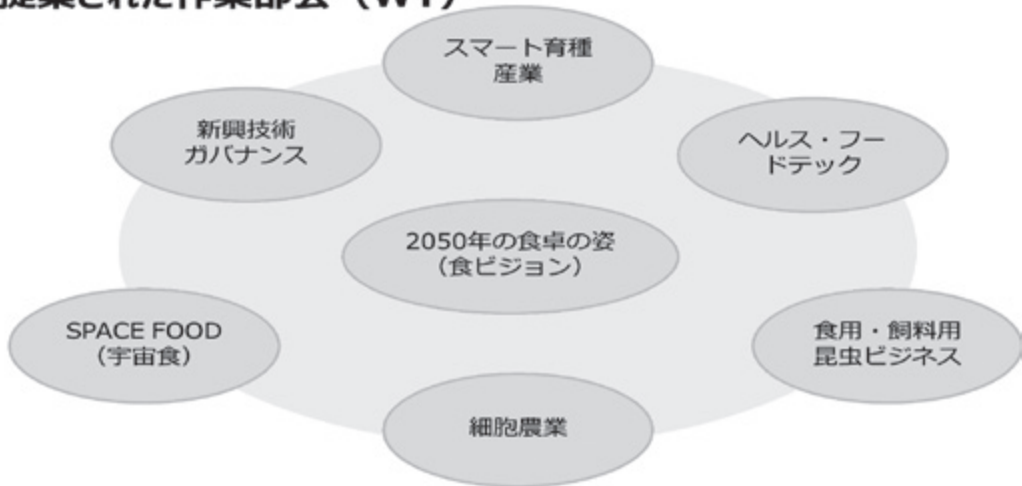 提案された作業部会（WT）
スマート育種
産業
新興技術
ガバナンス
ヘルス・フー
ドテック
2050年の食卓の姿
（食ビジョン）
SPACE FOOD
（宇宙食）
食用・飼料用
昆虫ビジネス
細胞農業